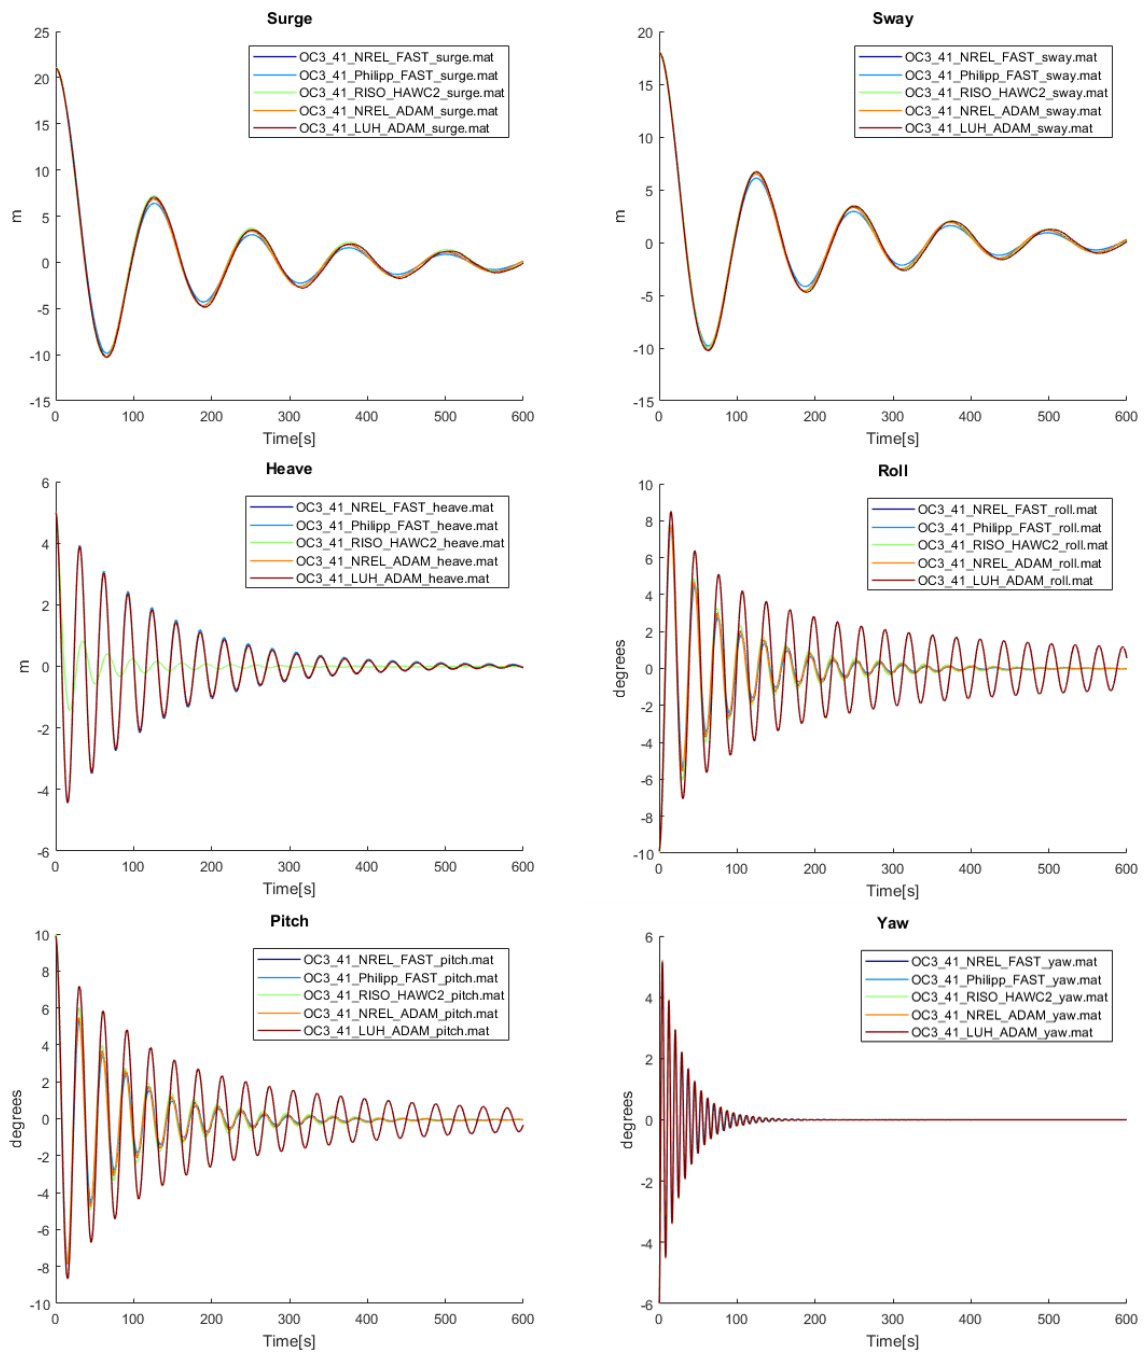 Surge
25
20
15
10
5
0
-5
-10
-15
m
OC3_41_NREL_FAST_surge.mat
OC3_41_Philipp_FAST_surge.mat
OC3_41_RISO_HAWC2_surge.mat
OC3_41_NREL_ADAM_surge.mat
OC3_41_LUH_ADAM_surge.mat
0 100 200 300 400 500 600
Time[s]
Sway
20
15
10
5
0
-5
-10
-15
m
OC3_41_NREL_FAST_sway.mat
OC3_41_Philipp_FAST_sway.mat
OC3_41_RISO_HAWC2_sway.mat
OC3_41_NREL_ADAM_sway.mat
OC3_41_LUH_ADAM_sway.mat
0 100 200 300 400 500 600
Time[s]
Heave
6
4
2
0
-2
-4
-6
m
OC3_41_NREL_FAST_heave.mat
OC3_41_Philipp_FAST_heave.mat
OC3_41_RISO_HAWC2_heave.mat
OC3_41_NREL_ADAM_heave.mat
OC3_41_LUH_ADAM_heave.mat
0 100 200 300 400 500 600
Time[s]
Roll
10
8
6
4
2
0
-2
-4
-6
-8
-10
degrees
OC3_41_NREL_FAST_roll.mat
OC3_41_Philipp_FAST_roll.mat
OC3_41_RISO_HAWC2_roll.mat
OC3_41_NREL_ADAM_roll.mat
OC3_41_LUH_ADAM_roll.mat
0 100 200 300 400 500 600
Time[s]
Pitch
10
8
6
4
2
0
-2
-4
-6
-8
-10
degrees
OC3_41_NREL_FAST_pitch.mat
OC3_41_Philipp_FAST_pitch.mat
OC3_41_RISO_HAWC2_pitch.mat
OC3_41_NREL_ADAM_pitch.mat
OC3_41_LUH_ADAM_pitch.mat
0 100 200 300 400 500 600
Time[s]
Yaw
6
4
2
0
-2
-4
-6
degrees
OC3_41_NREL_FAST_yaw.mat
OC3_41_Philipp_FAST_yaw.mat
OC3_41_RISO_HAWC2_yaw.mat
OC3_41_NREL_ADAM_yaw.mat
OC3_41_LUH_ADAM_yaw.mat
0 100 200 300 400 500 600
Time[s]